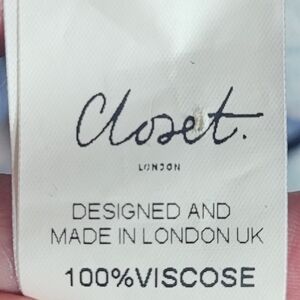 Closet.
LONDON
DESIGNED AND
MADE IN LONDON UK
100%VISCOSE